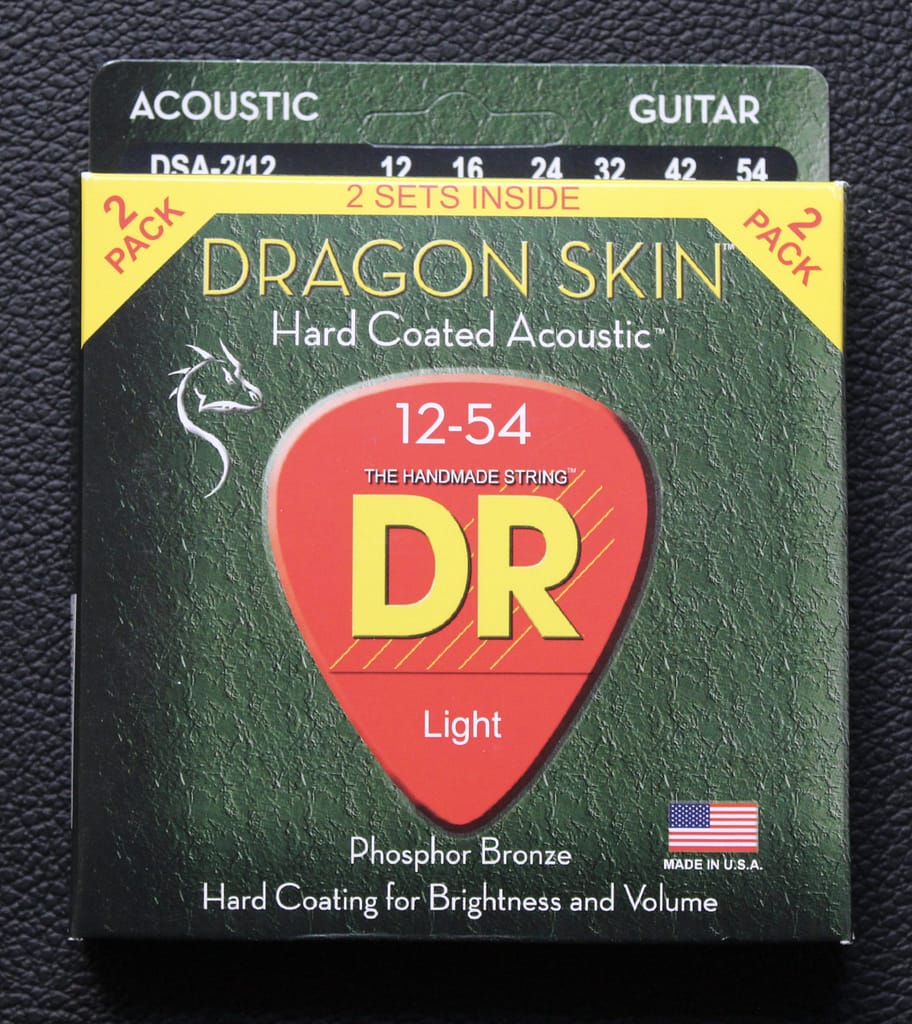 ACOUSTIC GUITAR
DSA-2/12 12 16 24 32 42 54
2 SETS INSIDE
2 PACK
2 PACK
DRAGON SKIN™
Hard Coated Acoustic™
12-54
THE HANDMADE STRING™
DR
Light
Phosphor Bronze
MADE IN U.S.A.
Hard Coating for Brightness and Volume